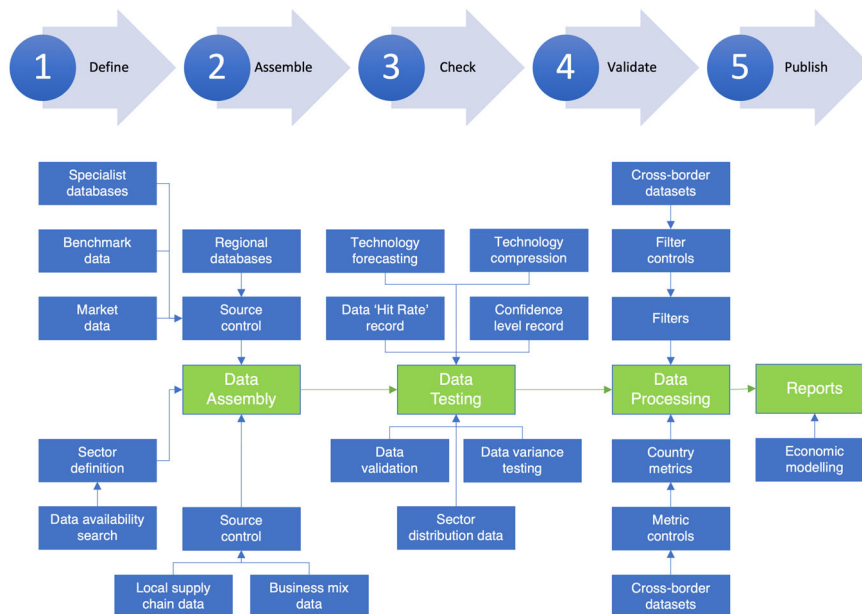 1 Define
2 Assemble
3 Check
4 Validate
5 Publish
Specialist
databases
Cross-border
datasets
Benchmark
data
Regional
databases
Technology
forecasting
Technology
compression
Filter
controls
Market
data
Source
control
Data ‘Hit Rate’
record
Confidence
level record
Filters
Data
Assembly
Data
Testing
Data
Processing
Reports
Sector
definition
Data
validation
Data variance
testing
Country
metrics
Economic
modelling
Data availability
search
Source
control
Sector
distribution data
Metric
controls
Local supply
chain data
Business mix
data
Cross-border
datasets